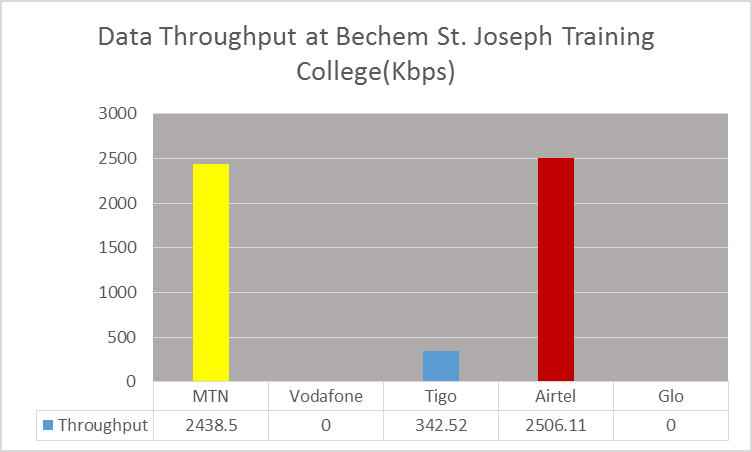 Data Throughput at Bechem St. Joseph Training
College(Kbps)
3000
2500
2000
1500
1000
500
0
MTN Vodafone Tigo Airtel Glo
Throughput 2438.5 0 342.52 2506.11 0